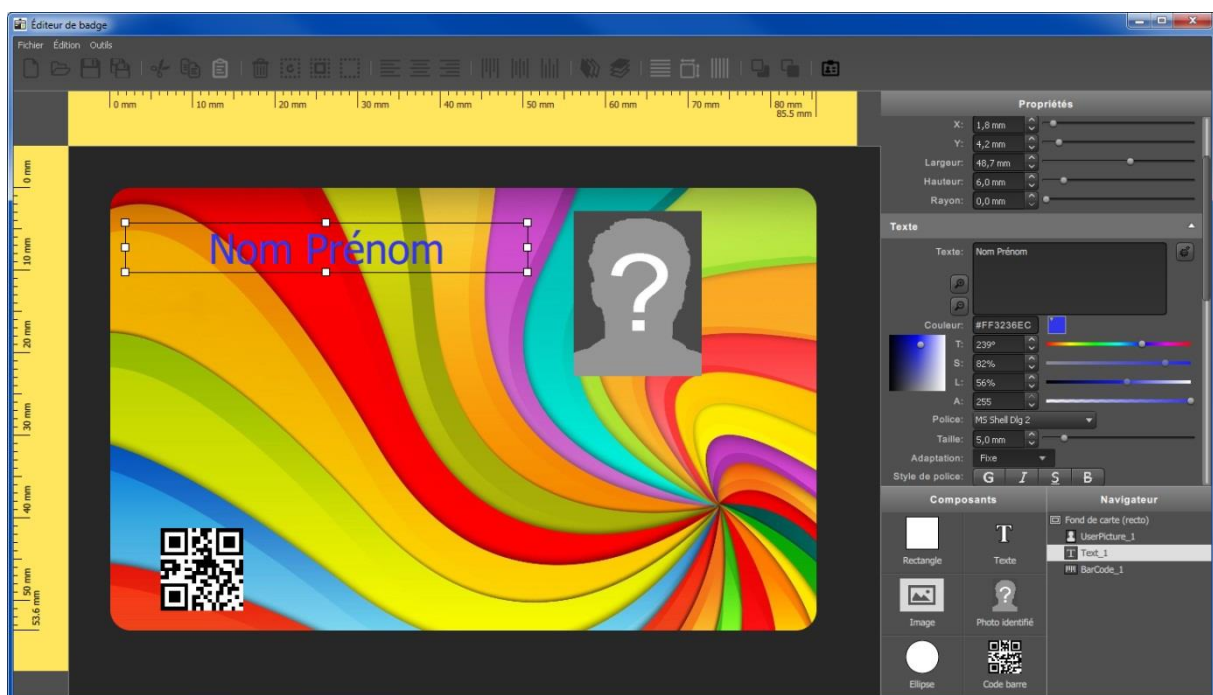 Éditeur de badge
Fichier Édition Outils
0 mm 10 mm 20 mm 30 mm 40 mm 50 mm 60 mm 70 mm 80 mm
85.5 mm
0 mm
10 mm
20 mm
30 mm
40 mm
50 mm
53.6 mm
Nom Prénom
?
Propriétés
X: 1,8 mm
Y: 4,2 mm
Largeur: 48,7 mm
Hauteur: 6,0 mm
Rayon: 0,0 mm
Texte
Texte: Nom Prénom
Couleur: #FF3236EC
T: 239°
S: 82%
L: 56%
A: 255
Police: MS Shell Dlg 2
Taille: 5,0 mm
Adaptation: Fixe
Style de police: G I S B
Composants
T
Rectangle Texte
?
Image Photo identifié
Ellipse Code barre
Navigateur
Fond de carte (recto)
UserPicture_1
T Text_1
BarCode_1